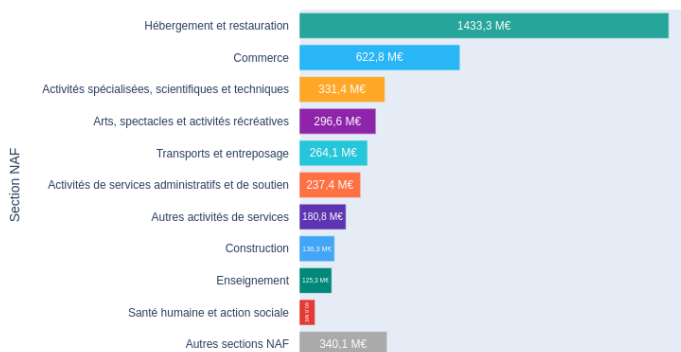 Section NAF
Hébergement et restauration 1433,3 M€
Commerce 622,8 M€
Activités spécialisées, scientifiques et techniques 331,4 M€
Arts, spectacles et activités récréatives 296,6 M€
Transports et entreposage 264,1 M€
Activités de services administratifs et de soutien 237,4 M€
Autres activités de services 180,8 M€
Construction 136,3 M€
Enseignement 125,3 M€
Santé humaine et action sociale M€
Autres sections NAF 340,1 M€